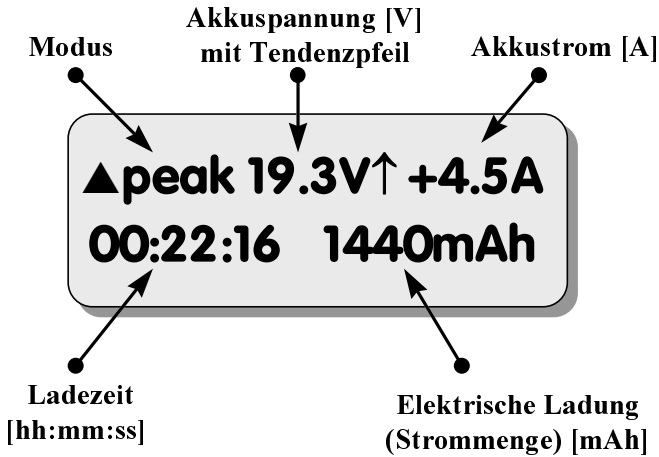 Akkuspannung [V]
mit Tendenzpfeil
Modus
Akkustrom [A]
▲peak 19.3V↑ +4.5A
00:22:16 1440mAh
Ladezeit
[hh:mm:ss]
Elektrische Ladung
(Strommenge) [mAh]